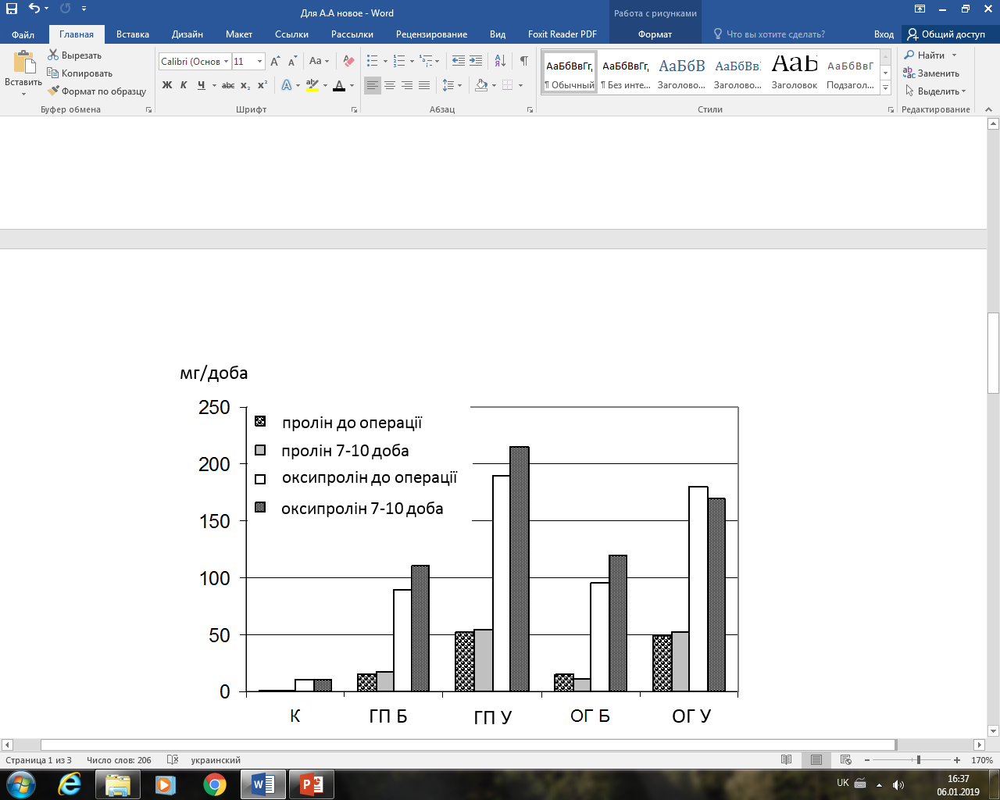 Для А.А новое - Word
Работа с рисунками
Файл Главная Вставка Дизайн Макет Ссылки Рассылки Рецензирование Вид Foxit Reader PDF Формат Что вы хотите сделать? Вход Общий доступ
Вставить
Вырезать
Копировать
Формат по образцу
Буфер обмена
Calibri (Основ 11
Ж К Ч abc x₂ x²
Шрифт
Абзац
АаБбВвГг, АаБбВвГг, АаБбВ АаБбВв. АаБ АаБбВвГ
¶ Обычный ¶ Без инте... Заголово... Заголово... Заголовок Подзагол...
Стили
Найти
Заменить
Выделить
Редактирование
мг/доба
250
200
150
100
50
0
пролін до операції
пролін 7-10 доба
оксипролін до операції
оксипролін 7-10 доба
К ГП Б ГП У ОГ Б ОГ У
Страница 1 из 3 Число слов: 206 украинский 170%
UK 16:37
06.01.2019